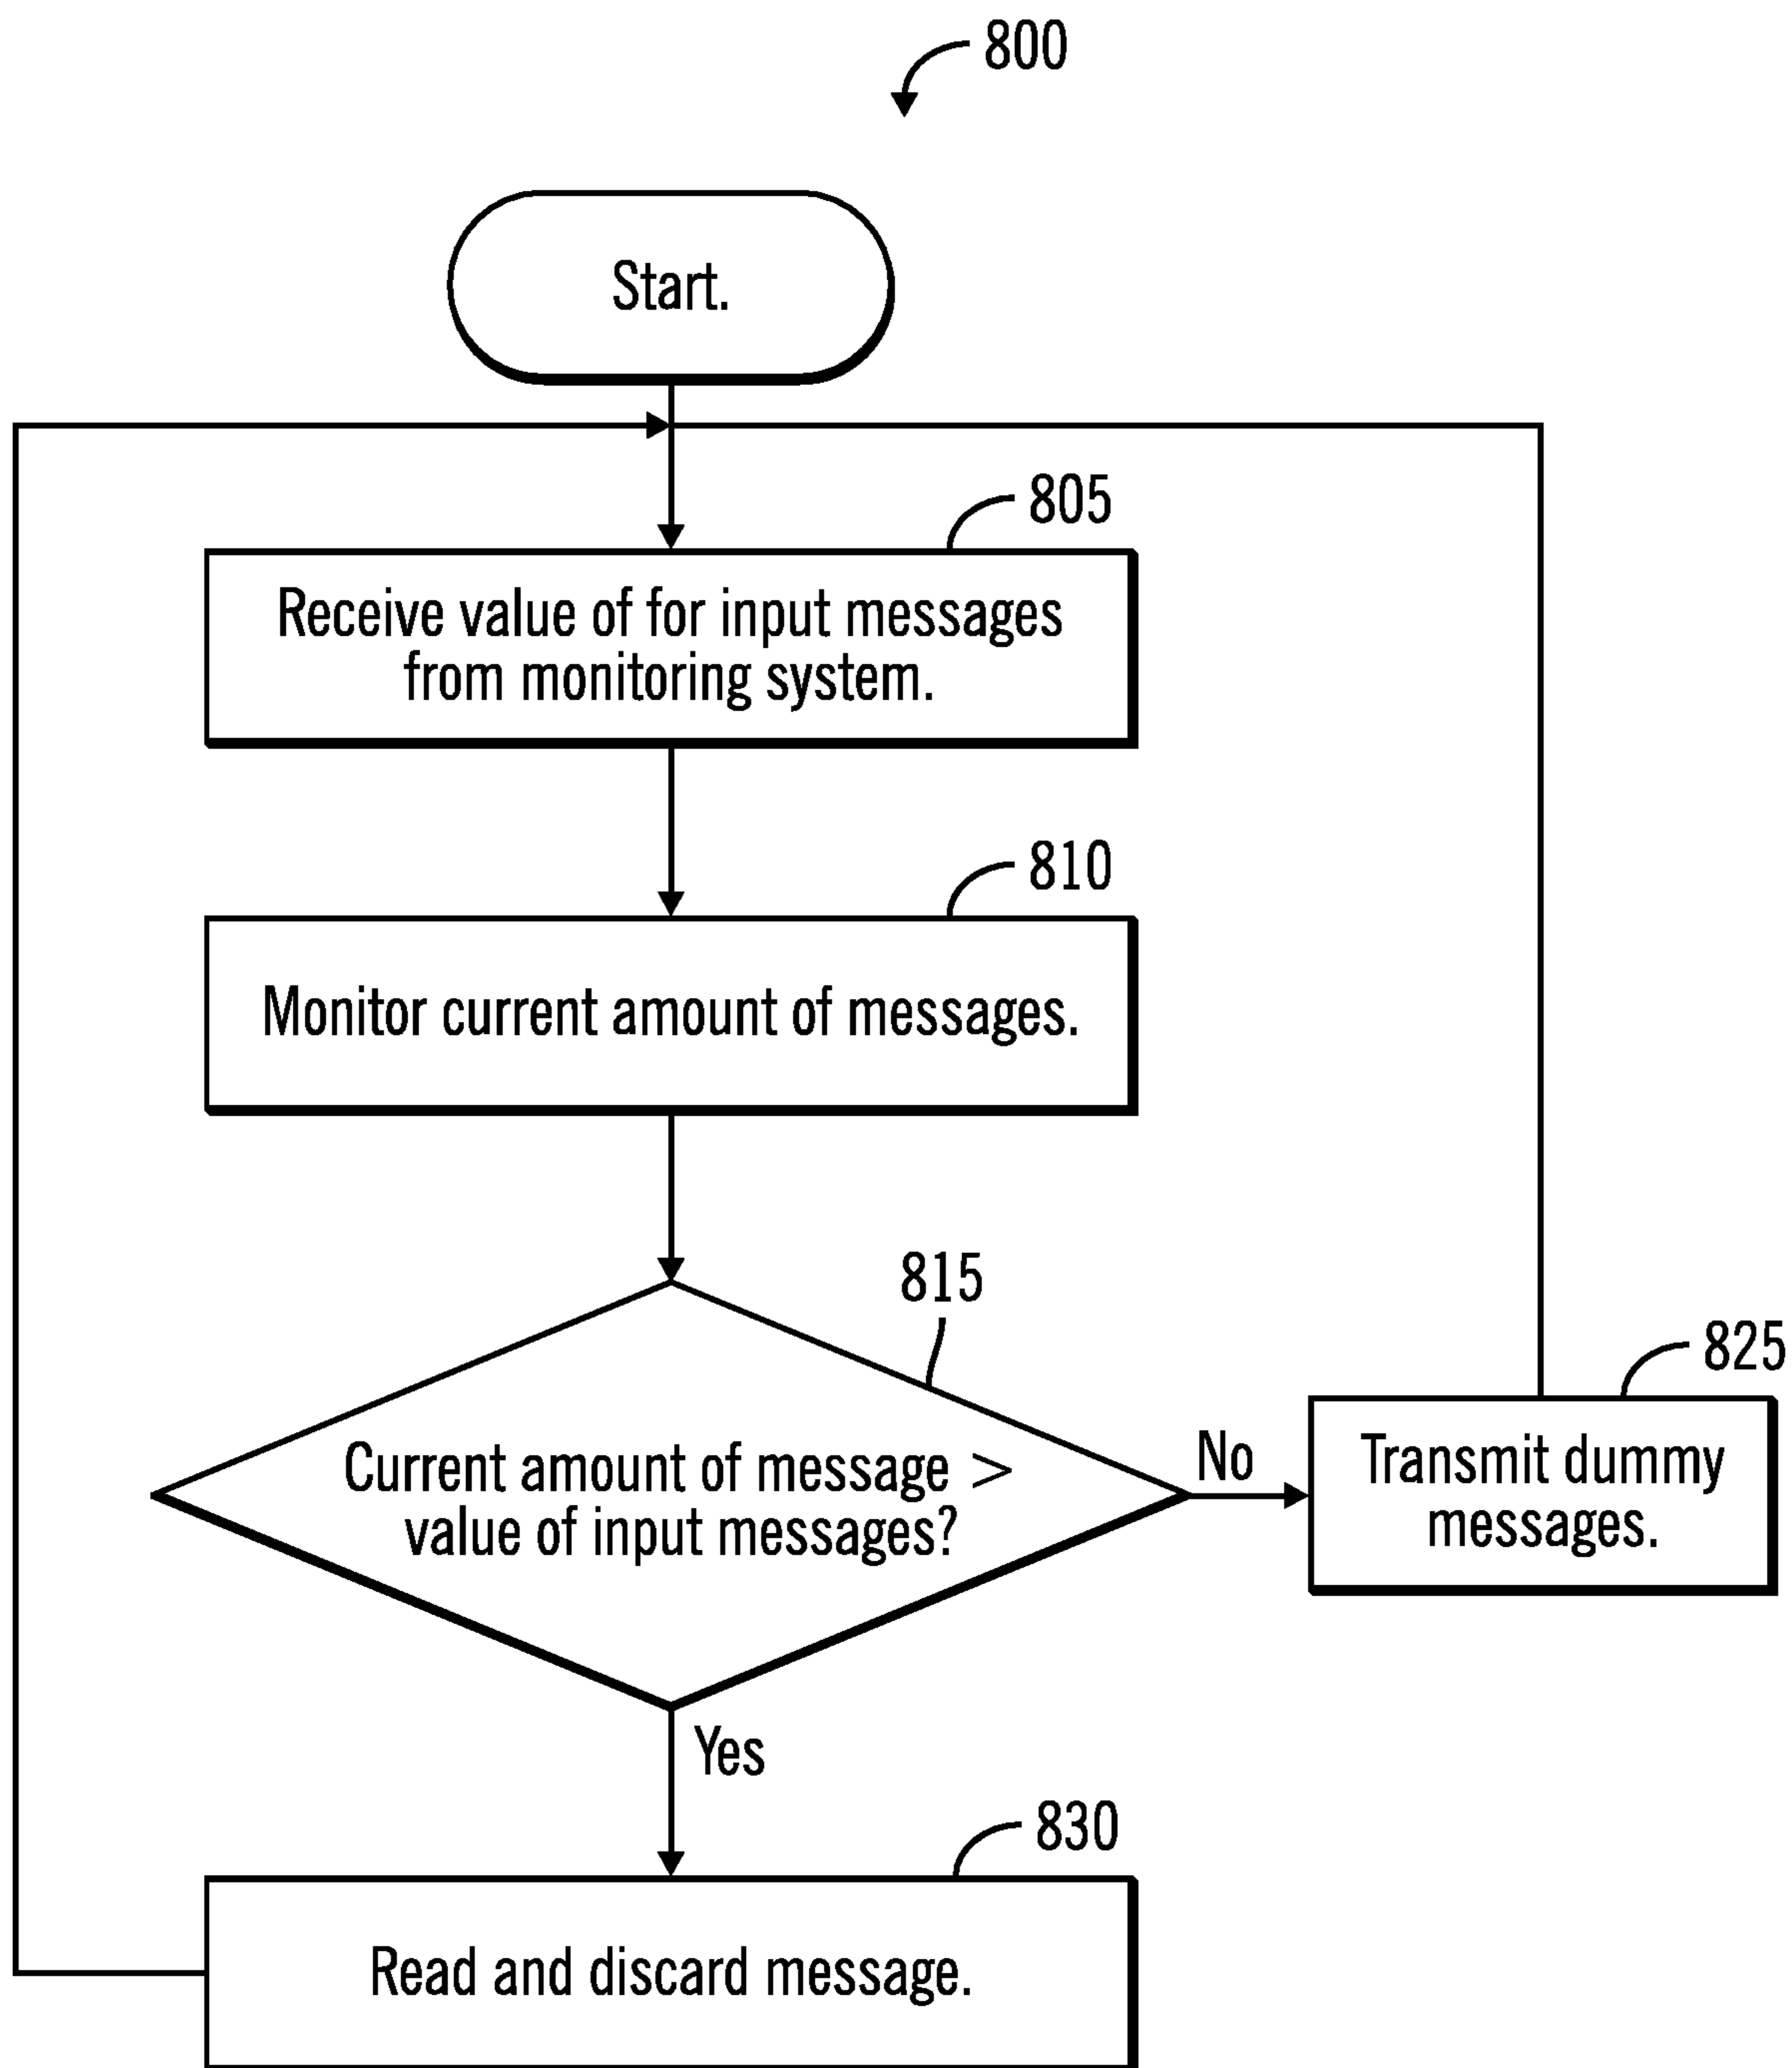 800
Start.
805
Receive value of for input messages
from monitoring system.
810
Monitor current amount of messages.
815
Current amount of message >
value of input messages?
No
825
Transmit dummy
messages.
Yes
830
Read and discard message.